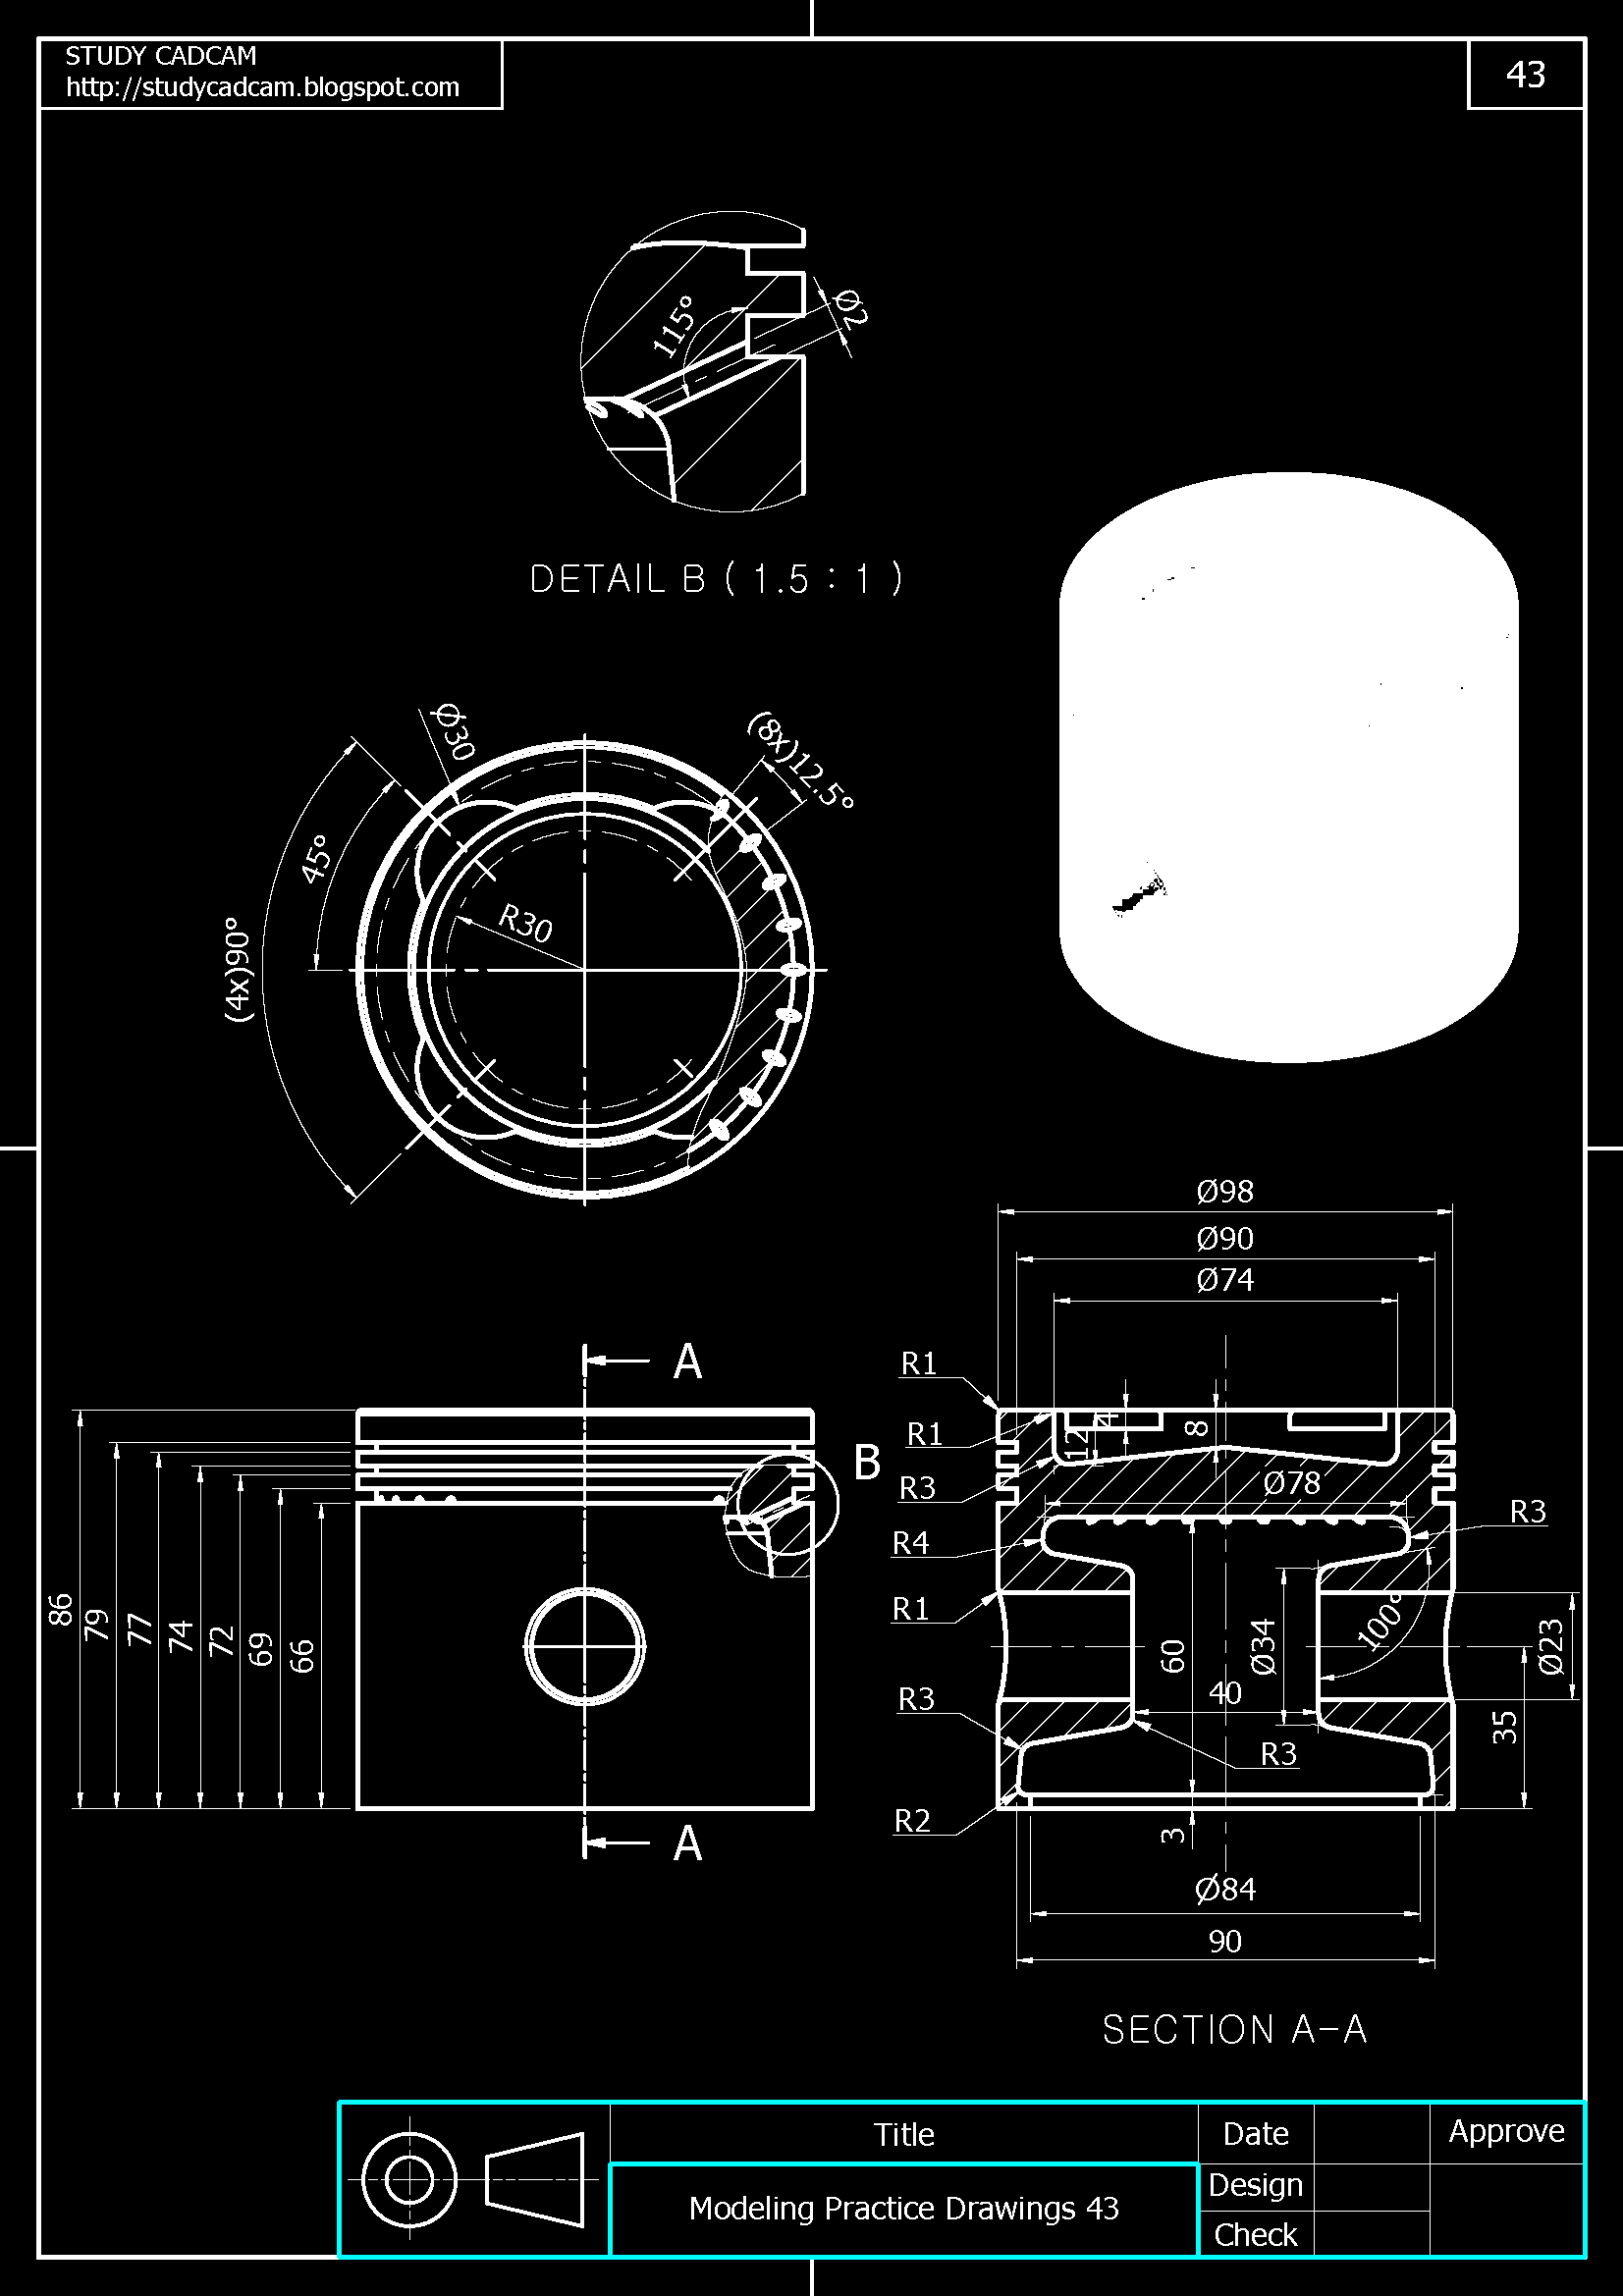 STUDY CADCAM
http://studycadcam.blogspot.com
43
Ø2
115°
DETAIL B ( 1.5 : 1 )
Ø30
(8x)12.5°
45°
R30
(4x)90°
Ø98
Ø90
Ø74
A
R1
4
8
R1
12
B
R3
Ø78
R3
R4
86
79
77
74
72
69
66
R1
100°
60
Ø34
Ø23
40
R3
35
R3
R2
3
A
Ø84
90
SECTION A-A
Title
Date
Approve
Modeling Practice Drawings 43
Design
Check